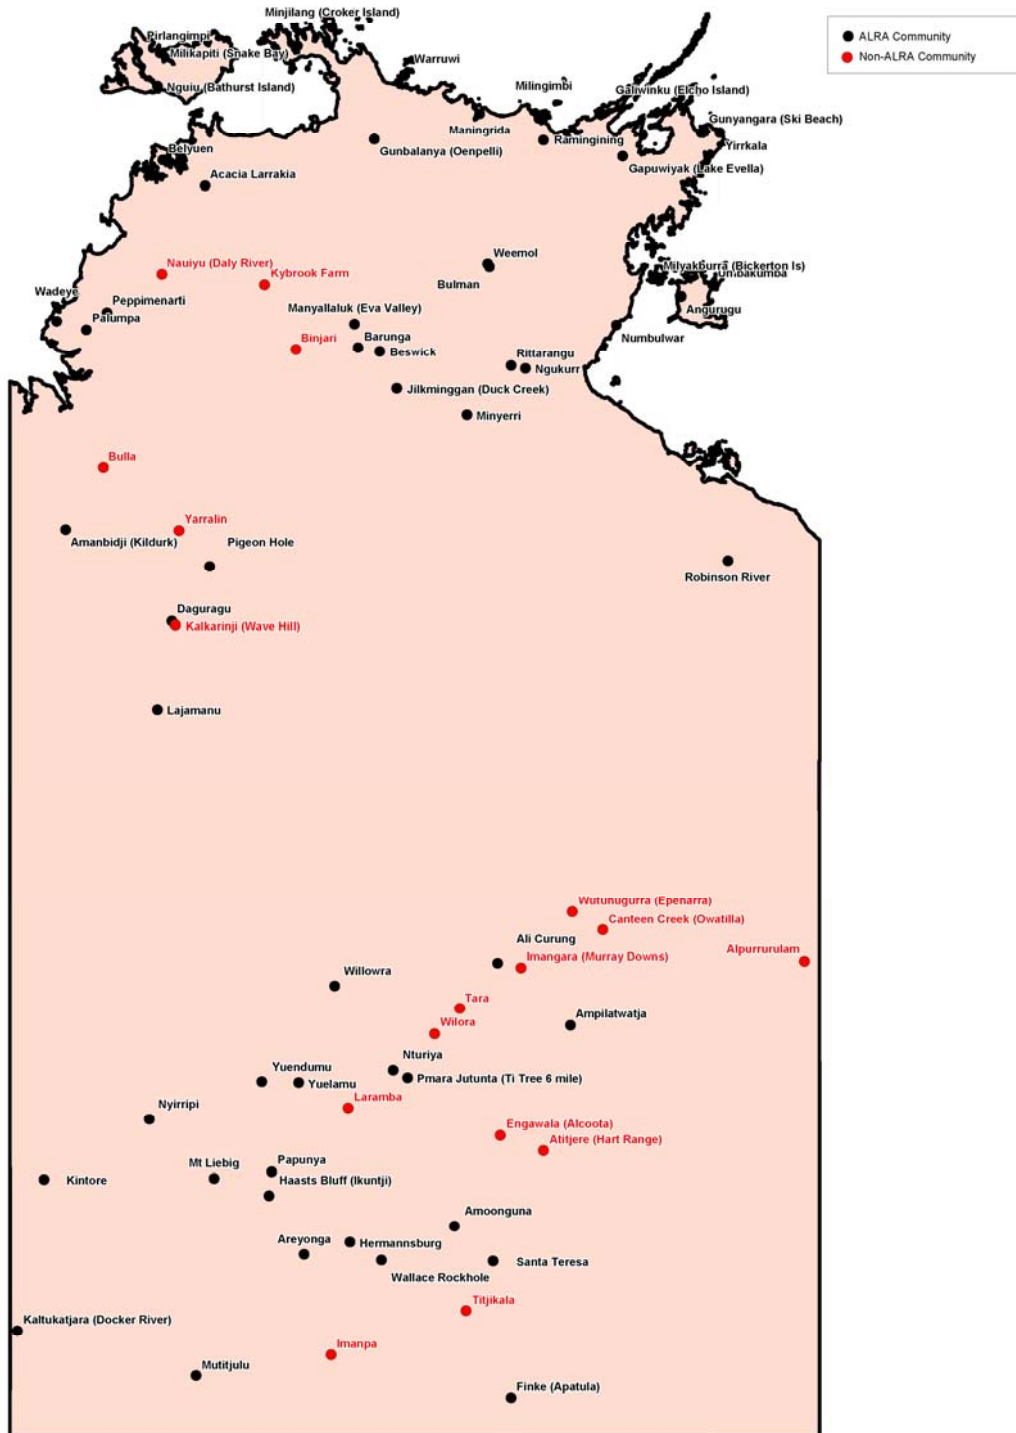 Minjilang (Croker Island)
Pirlangimpi
Milikapiti (Snake Bay)
Nguiu (Bathurst Island)
Warruwi
Milingimbi
Galiwinku (Elcho Island)
Gunyangara (Ski Beach)
Yirrkala
Maningrida
Ramingining
Gunbalanya (Oenpelli)
Gapuwiyak (Lake Evella)
Belyuen
Acacia Larrakia
ALRA Community
Non-ALRA Community
Nauiyu (Daly River)
Kybrook Farm
Weemol
Bulman
Milyakburra (Bickerton Is)
Umbakumba
Angurugu
Wadeye
Peppimenarti
Palumpa
Manyallaluk (Eva Valley)
Binjari
Barunga
Beswick
Numbulwar
Rittarangu
Ngukurr
Jilkminggan (Duck Creek)
Minyerri
Bulla
Yarralin
Amanbidji (Kildurk)
Pigeon Hole
Robinson River
Daguragu
Kalkarinji (Wave Hill)
Lajamanu
Wutunugurra (Epenarra)
Canteen Creek (Owatilla)
Ali Curung
Alpurrurulam
Imangara (Murray Downs)
Willowra
Tara
Wilora
Ampilatwatja
Nturiya
Yuendumu
Yuelamu
Pmara Jutunta (Ti Tree 6 mile)
Laramba
Nyirripi
Engawala (Alcoota)
Atitjere (Hart Range)
Mt Liebig
Papunya
Kintore
Haasts Bluff (Ikuntji)
Amoonguna
Areyonga
Hermannsburg
Santa Teresa
Wallace Rockhole
Titjikala
Kaltukatjara (Docker River)
Imanpa
Mutitjulu
Finke (Apatula)